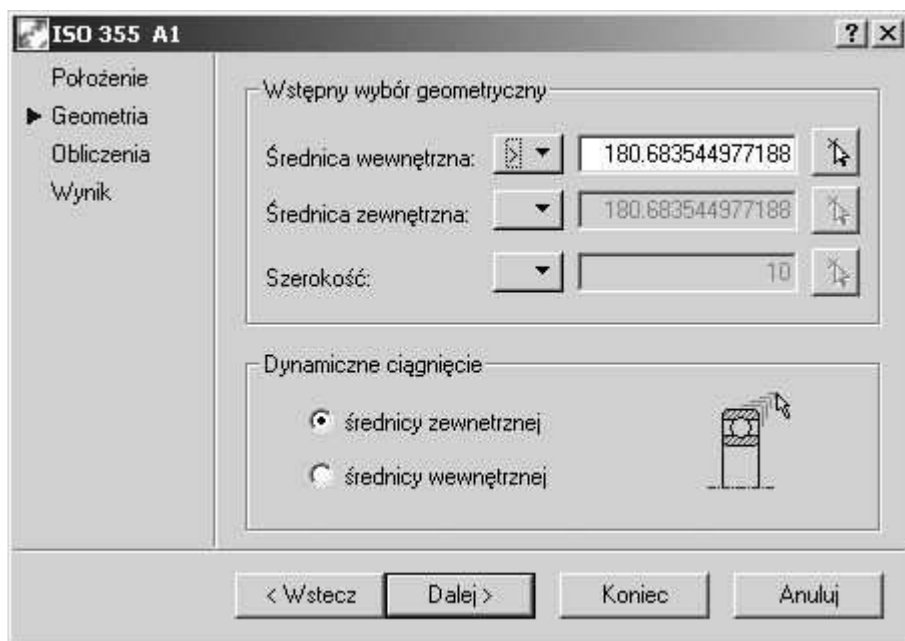 ISO 355 A1
Położenie
Geometria
Obliczenia
Wynik
Wstępny wybór geometryczny
Średnica wewnętrzna: > 180.683544977188
Średnica zewnętrzna: 180.683544977188
Szerokość: 10
Dynamiczne ciągnięcie
średnicy zewnetrznej
średnicy wewnętrznej
< Wstecz Dalej > Koniec Anuluj